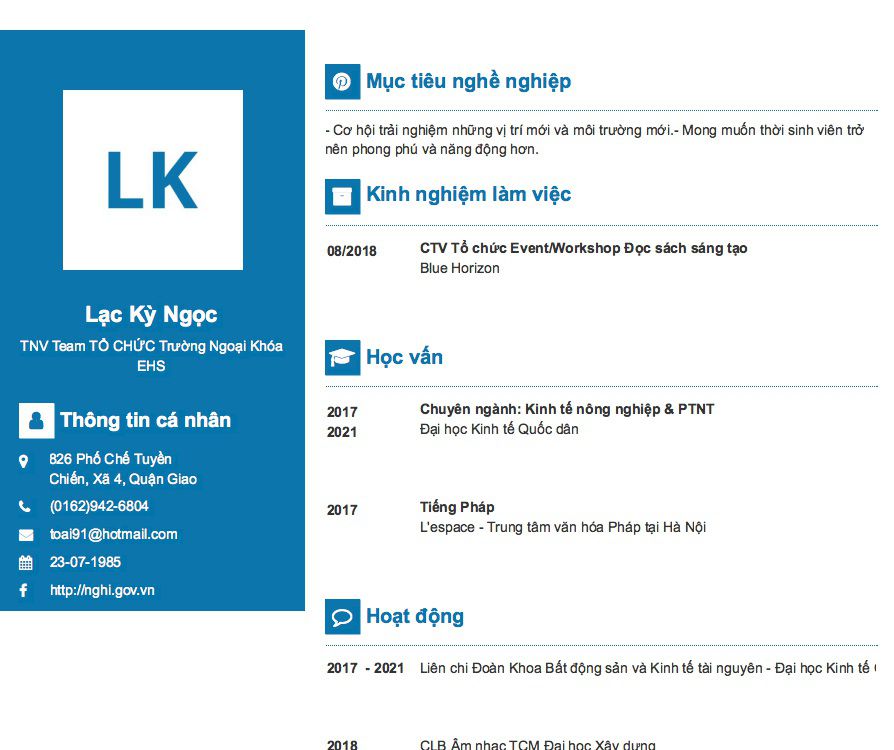 LK
Lạc Kỳ Ngọc
TNV Team TỔ CHỨC Trường Ngoại Khóa
EHS
Thông tin cá nhân
826 Phố Chế Tuyền
Chiến, Xã 4, Quận Giao
(0162)942-6804
toai91@hotmail.com
23-07-1985
http://nghi.gov.vn
Mục tiêu nghề nghiệp
- Cơ hội trải nghiệm những vị trí mới và môi trường mới.- Mong muốn thời sinh viên trở
nên phong phú và năng động hơn.
Kinh nghiệm làm việc
08/2018 CTV Tổ chức Event/Workshop Đọc sách sáng tạo
Blue Horizon
Học vấn
2017 Chuyên ngành: Kinh tế nông nghiệp & PTNT
2021 Đại học Kinh tế Quốc dân
2017 Tiếng Pháp
L'espace - Trung tâm văn hóa Pháp tại Hà Nội
Hoạt động
2017 - 2021 Liên chi Đoàn Khoa Bất động sản và Kinh tế tài nguyên - Đại học Kinh tế
2018 CLB Âm nhạc TCM Đại học Xây dựng